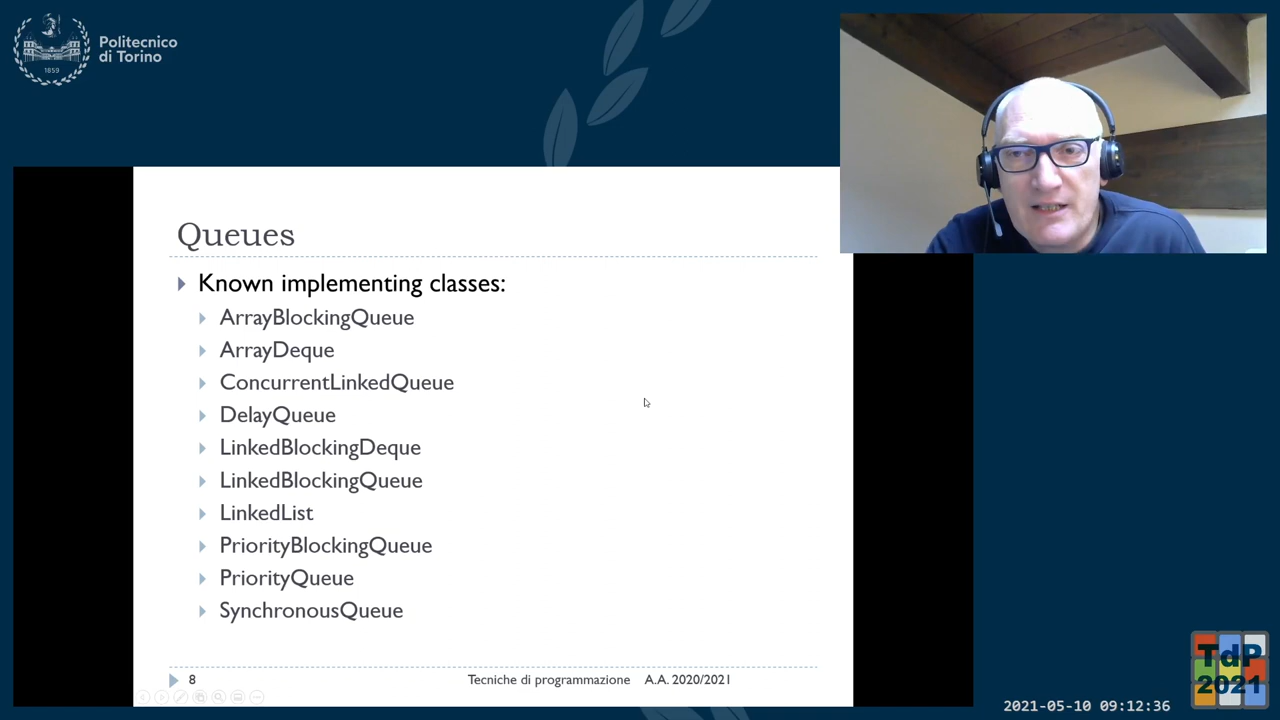 Politecnico
di Torino
1859
Queues
Known implementing classes:
ArrayBlockingQueue
ArrayDeque
ConcurrentLinkedQueue
DelayQueue
LinkedBlockingDeque
LinkedBlockingQueue
LinkedList
PriorityBlockingQueue
PriorityQueue
SynchronousQueue
8 Tecniche di programmazione A.A. 2020/2021
TdP
2021
2021-05-10 09:12:36